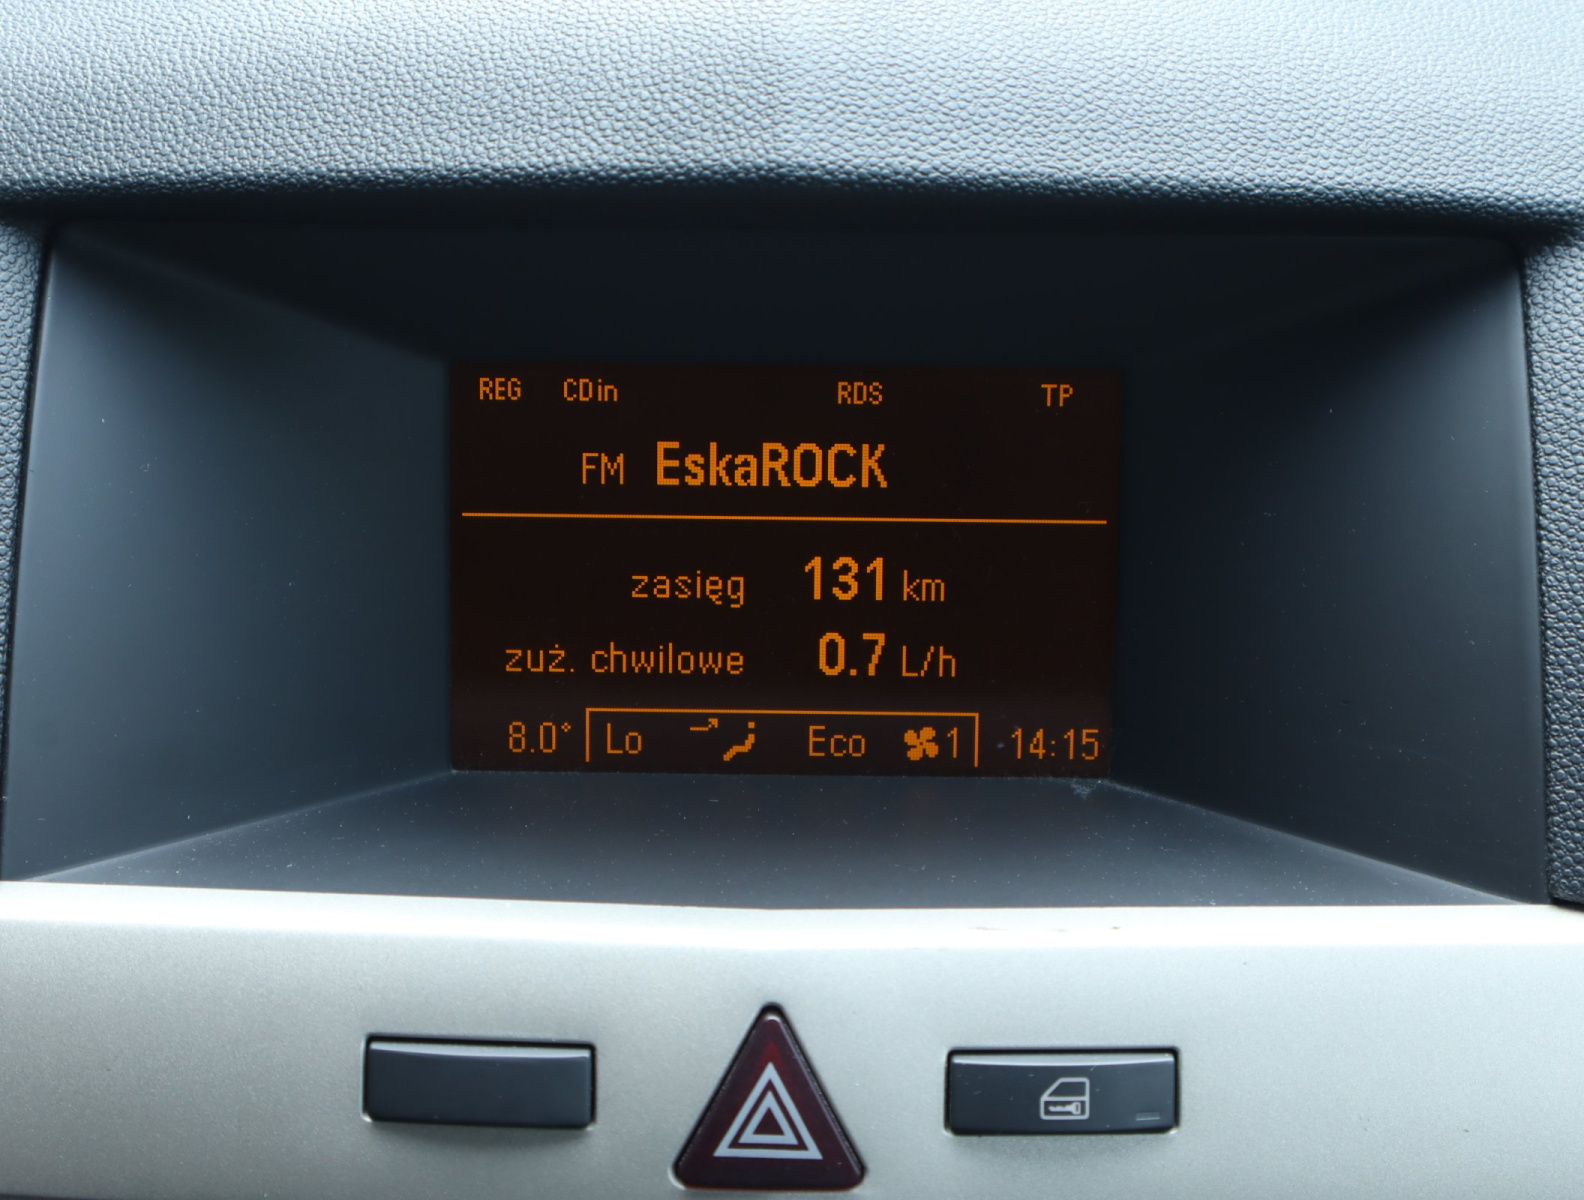 REG CDin RDS TP
FM EskaROCK
zasięg 131 km
zuż. chwilowe 0.7 L/h
8.0° Lo Eco 1 14:15